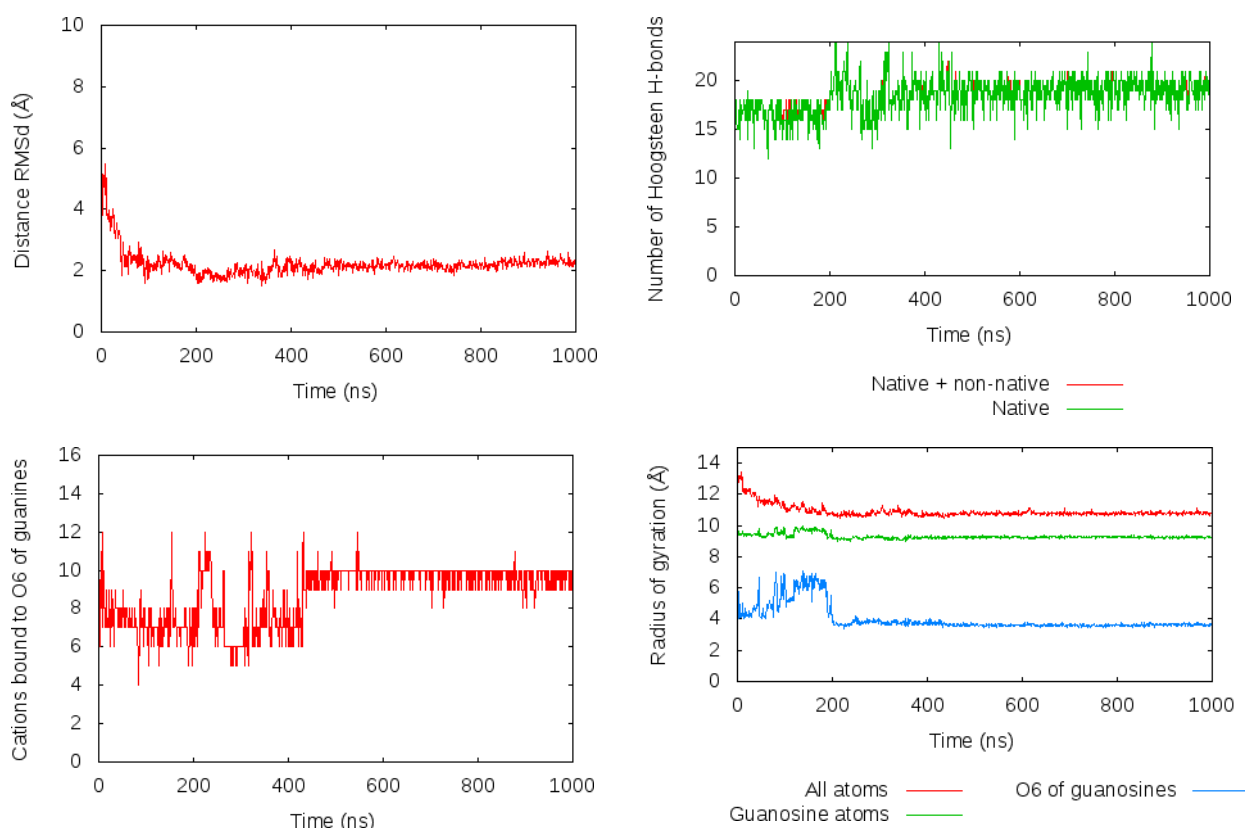 10
8
6
4
2
0
Distance RMSd (Å)
0 200 400 600 800 1000
Time (ns)
20
15
10
5
0
Number of Hoogsteen H-bonds
0 200 400 600 800 1000
Time (ns)
Native + non-native
Native
16
14
12
10
8
6
4
2
0
Cations bound to O6 of guanines
0 200 400 600 800 1000
Time (ns)
14
12
10
8
6
4
2
0
Radius of gyration (Å)
0 200 400 600 800 1000
Time (ns)
All atoms
Guanosine atoms
O6 of guanosines